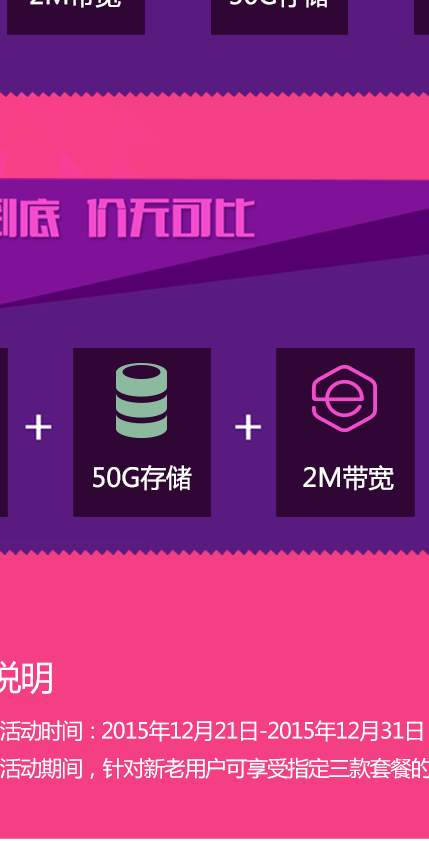 2M带宽 50G存储
到底 价无可比
+ 50G存储 + 2M带宽
说明
活动时间：2015年12月21日-2015年12月31日
活动期间，针对新老用户可享受指定三款套餐的